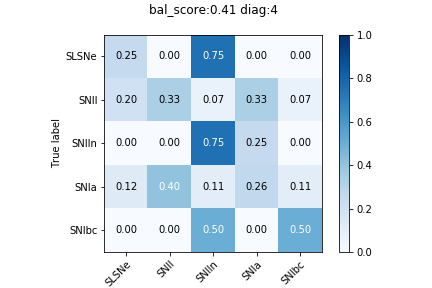 bal_score:0.41 diag:4
SLSNe 0.25 0.00 0.75 0.00 0.00
SNII 0.20 0.33 0.07 0.33 0.07
SNIIn 0.00 0.00 0.75 0.25 0.00
SNIa 0.12 0.40 0.11 0.26 0.11
SNIbc 0.00 0.00 0.50 0.00 0.50
SLSNe SNII SNIIn SNIa SNIbc
True label
1.0
0.8
0.6
0.4
0.2
0.0